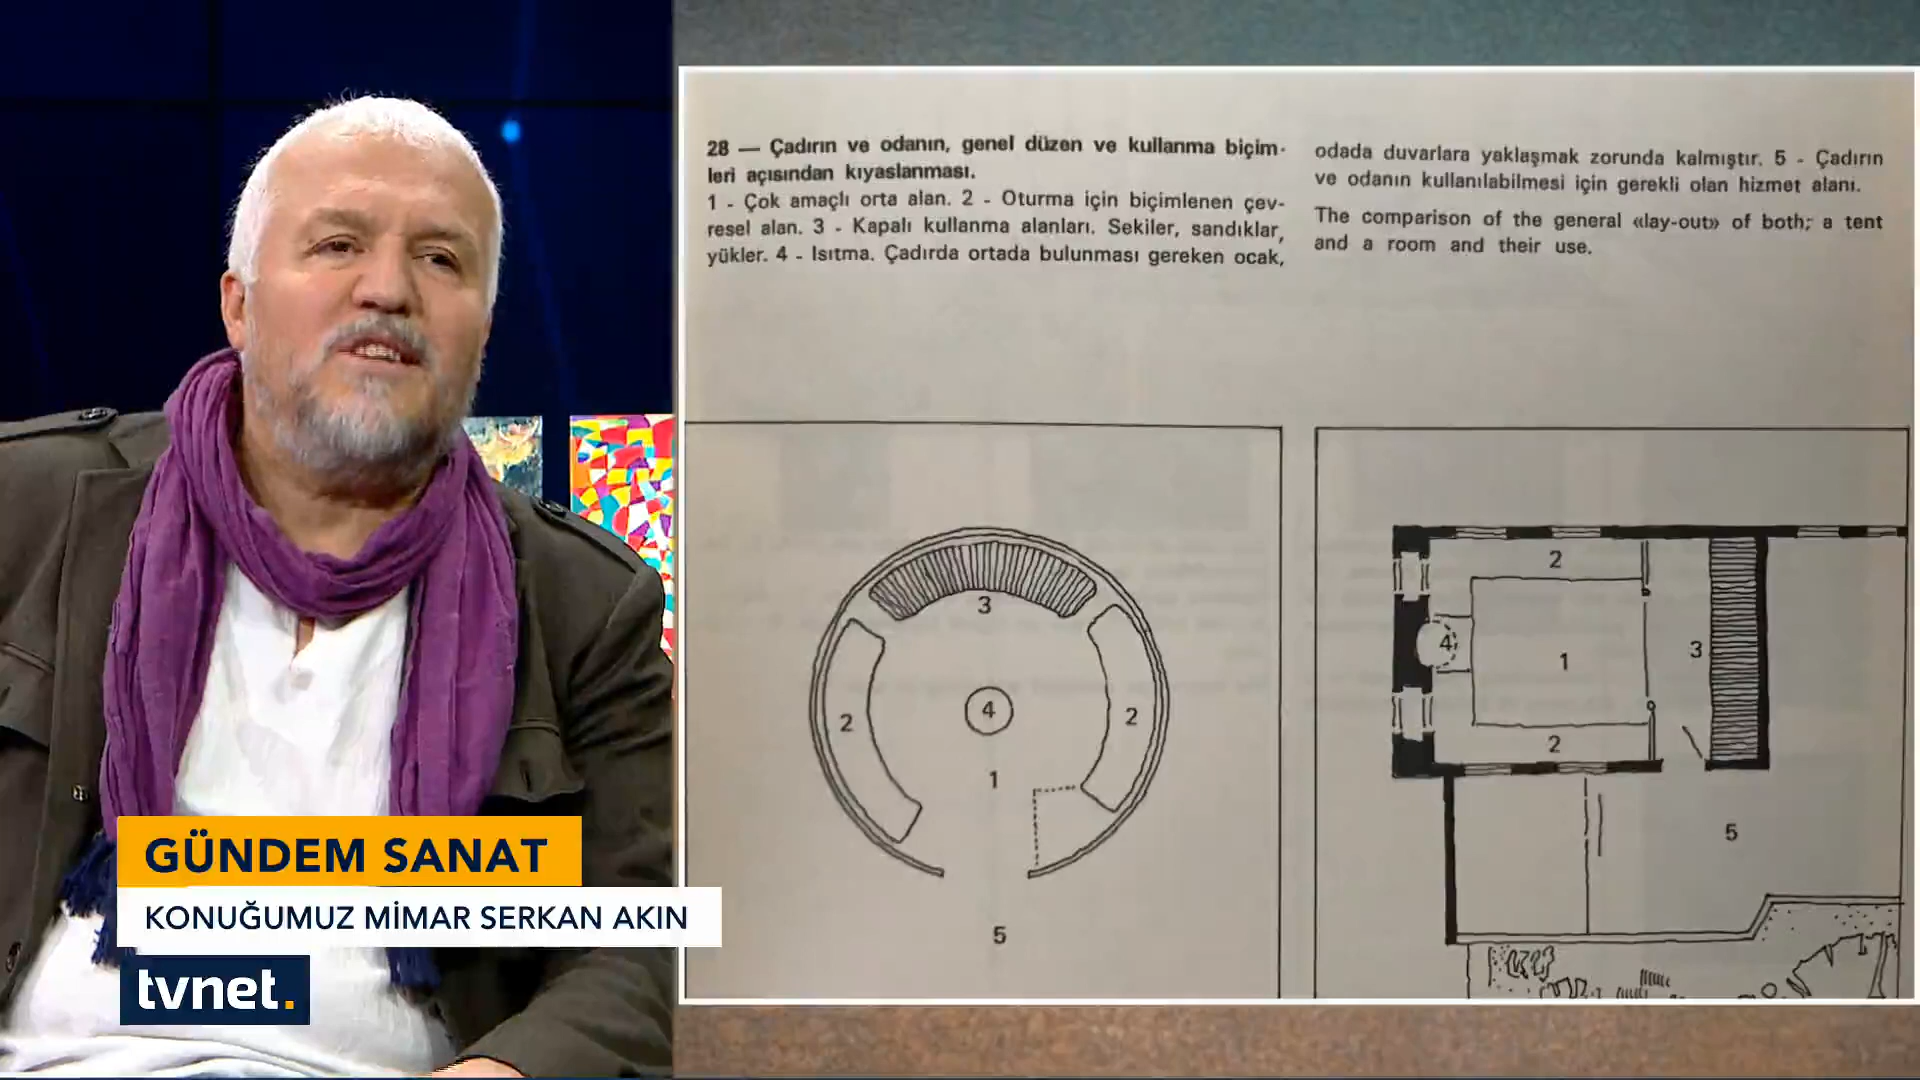 28 — Çadırın ve odanın, genel düzen ve kullanma biçim-
leri açısından kıyaslanması.
1 - Çok amaçlı orta alan. 2 - Oturma için biçimlenen çev-
resel alan. 3 - Kapalı kullanma alanları. Sekiler, sandıklar,
yükler. 4 - Isıtma. Çadırda ortada bulunması gereken ocak,
odada duvarlara yaklaşmak zorunda kalmıştır. 5 - Çadırın
ve odanın kullanılabilmesi için gerekli olan hizmet alanı.
The comparison of the general «lay-out» of both; a tent
and a room and their use.
3
2
4
2
1
5
2
4
1
3
2
5
GÜNDEM SANAT
KONUĞUMUZ MİMAR SERKAN AKIN
tvnet.